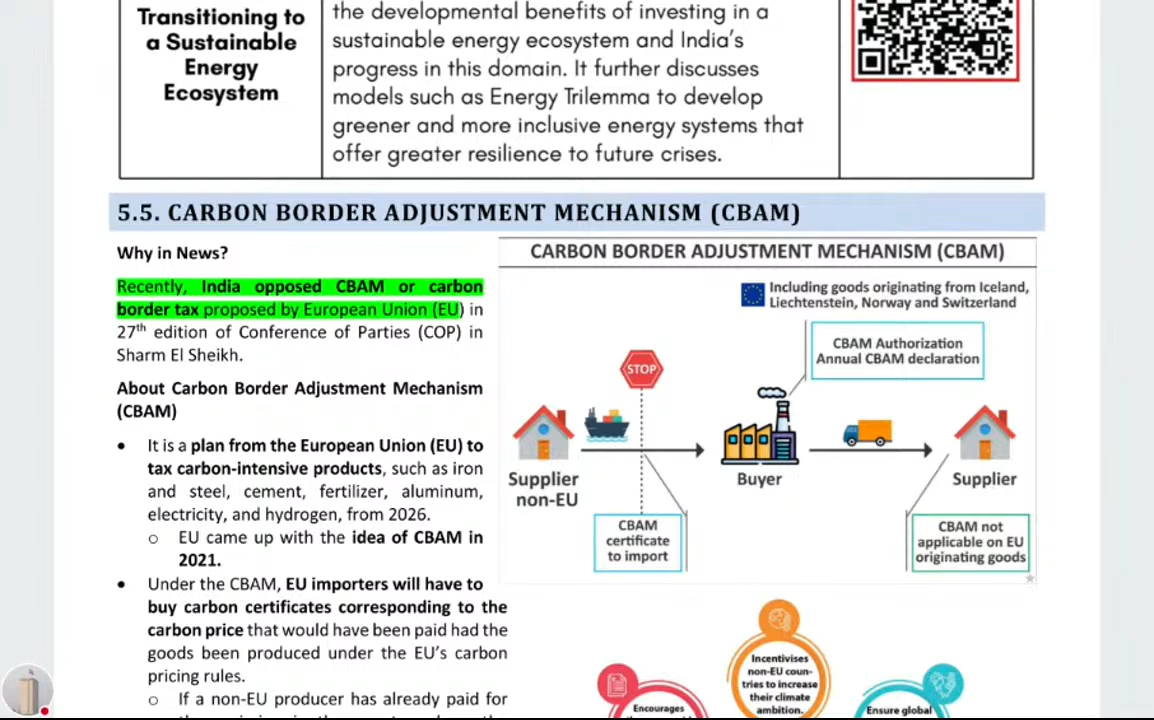 Transitioning to
a Sustainable
Energy
Ecosystem
the developmental benefits of investing in a
sustainable energy ecosystem and India's
progress in this domain. It further discusses
models such as Energy Trilemma to develop
greener and more inclusive energy systems that
offer greater resilience to future crises.
5.5. CARBON BORDER ADJUSTMENT MECHANISM (CBAM)
Why in News?
Recently, India opposed CBAM or carbon
border tax proposed by European Union (EU) in
27th edition of Conference of Parties (COP) in
Sharm El Sheikh.
About Carbon Border Adjustment Mechanism
(CBAM)
• It is a plan from the European Union (EU) to
tax carbon-intensive products, such as iron
and steel, cement, fertilizer, aluminum,
electricity, and hydrogen, from 2026.
o EU came up with the idea of CBAM in
2021.
• Under the CBAM, EU importers will have to
buy carbon certificates corresponding to the
carbon price that would have been paid had the
goods been produced under the EU's carbon
pricing rules.
o If a non-EU producer has already paid for
CARBON BORDER ADJUSTMENT MECHANISM (CBAM)
Including goods originating from Iceland,
Liechtenstein, Norway and Switzerland
CBAM Authorization
Annual CBAM declaration
STOP
Supplier
non-EU
Buyer
Supplier
CBAM
certificate
to import
CBAM not
applicable on EU
originating goods
Incentivises
non-EU coun-
tries to increase
their climate
ambition.
Encourages
Ensure global